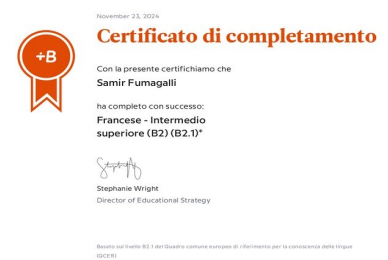 November 23, 2024
Certificato di completamento
÷B
Con la presente certifichiamo che
Samir Fumagalli
ha completo con successo:
Francese - Intermedio
superiore (B2) (B2.1)*
Stephanie Wright
Director of Educational Strategy
Basato sul livello B2.1 del Quadro comune europeo di riferimento per la conoscenza delle lingue
(QCER)